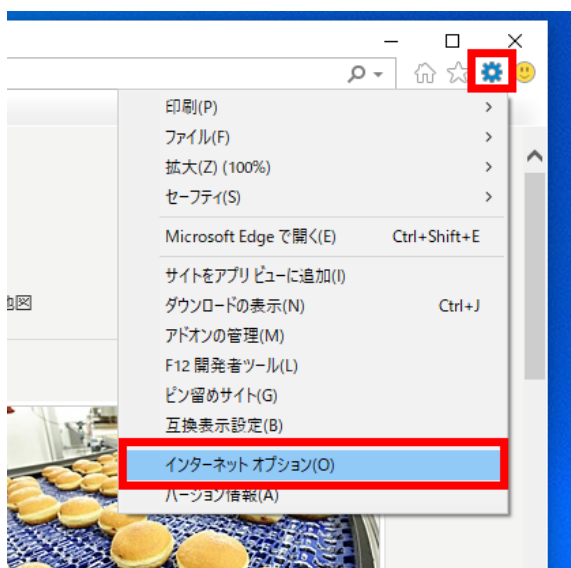 印刷(P)
ファイル(F)
拡大(Z) (100%)
セーフティ(S)
Microsoft Edge で開く(E) Ctrl+Shift+E
サイトをアプリ ビューに追加(I)
ダウンロードの表示(N) Ctrl+J
アドオンの管理(M)
F12 開発者ツール(L)
ピン留めサイト(G)
互換表示設定(B)
インターネット オプション(O)
バージョン情報(A)
図